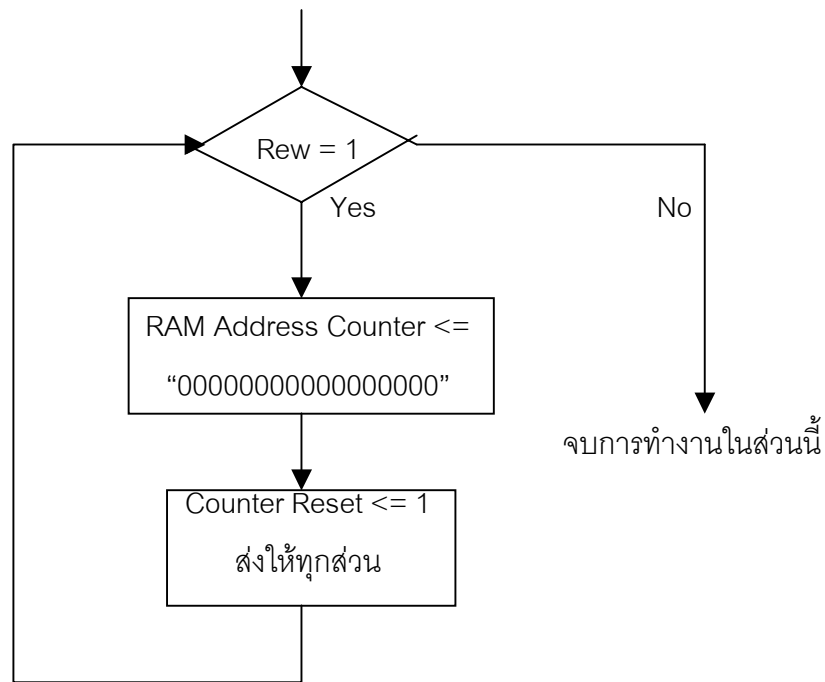 Rew = 1
Yes
No
RAM Address Counter <=
“00000000000000000”
จบการทำงานในส่วนนี้
Counter Reset <= 1
ส่งให้ทุกส่วน